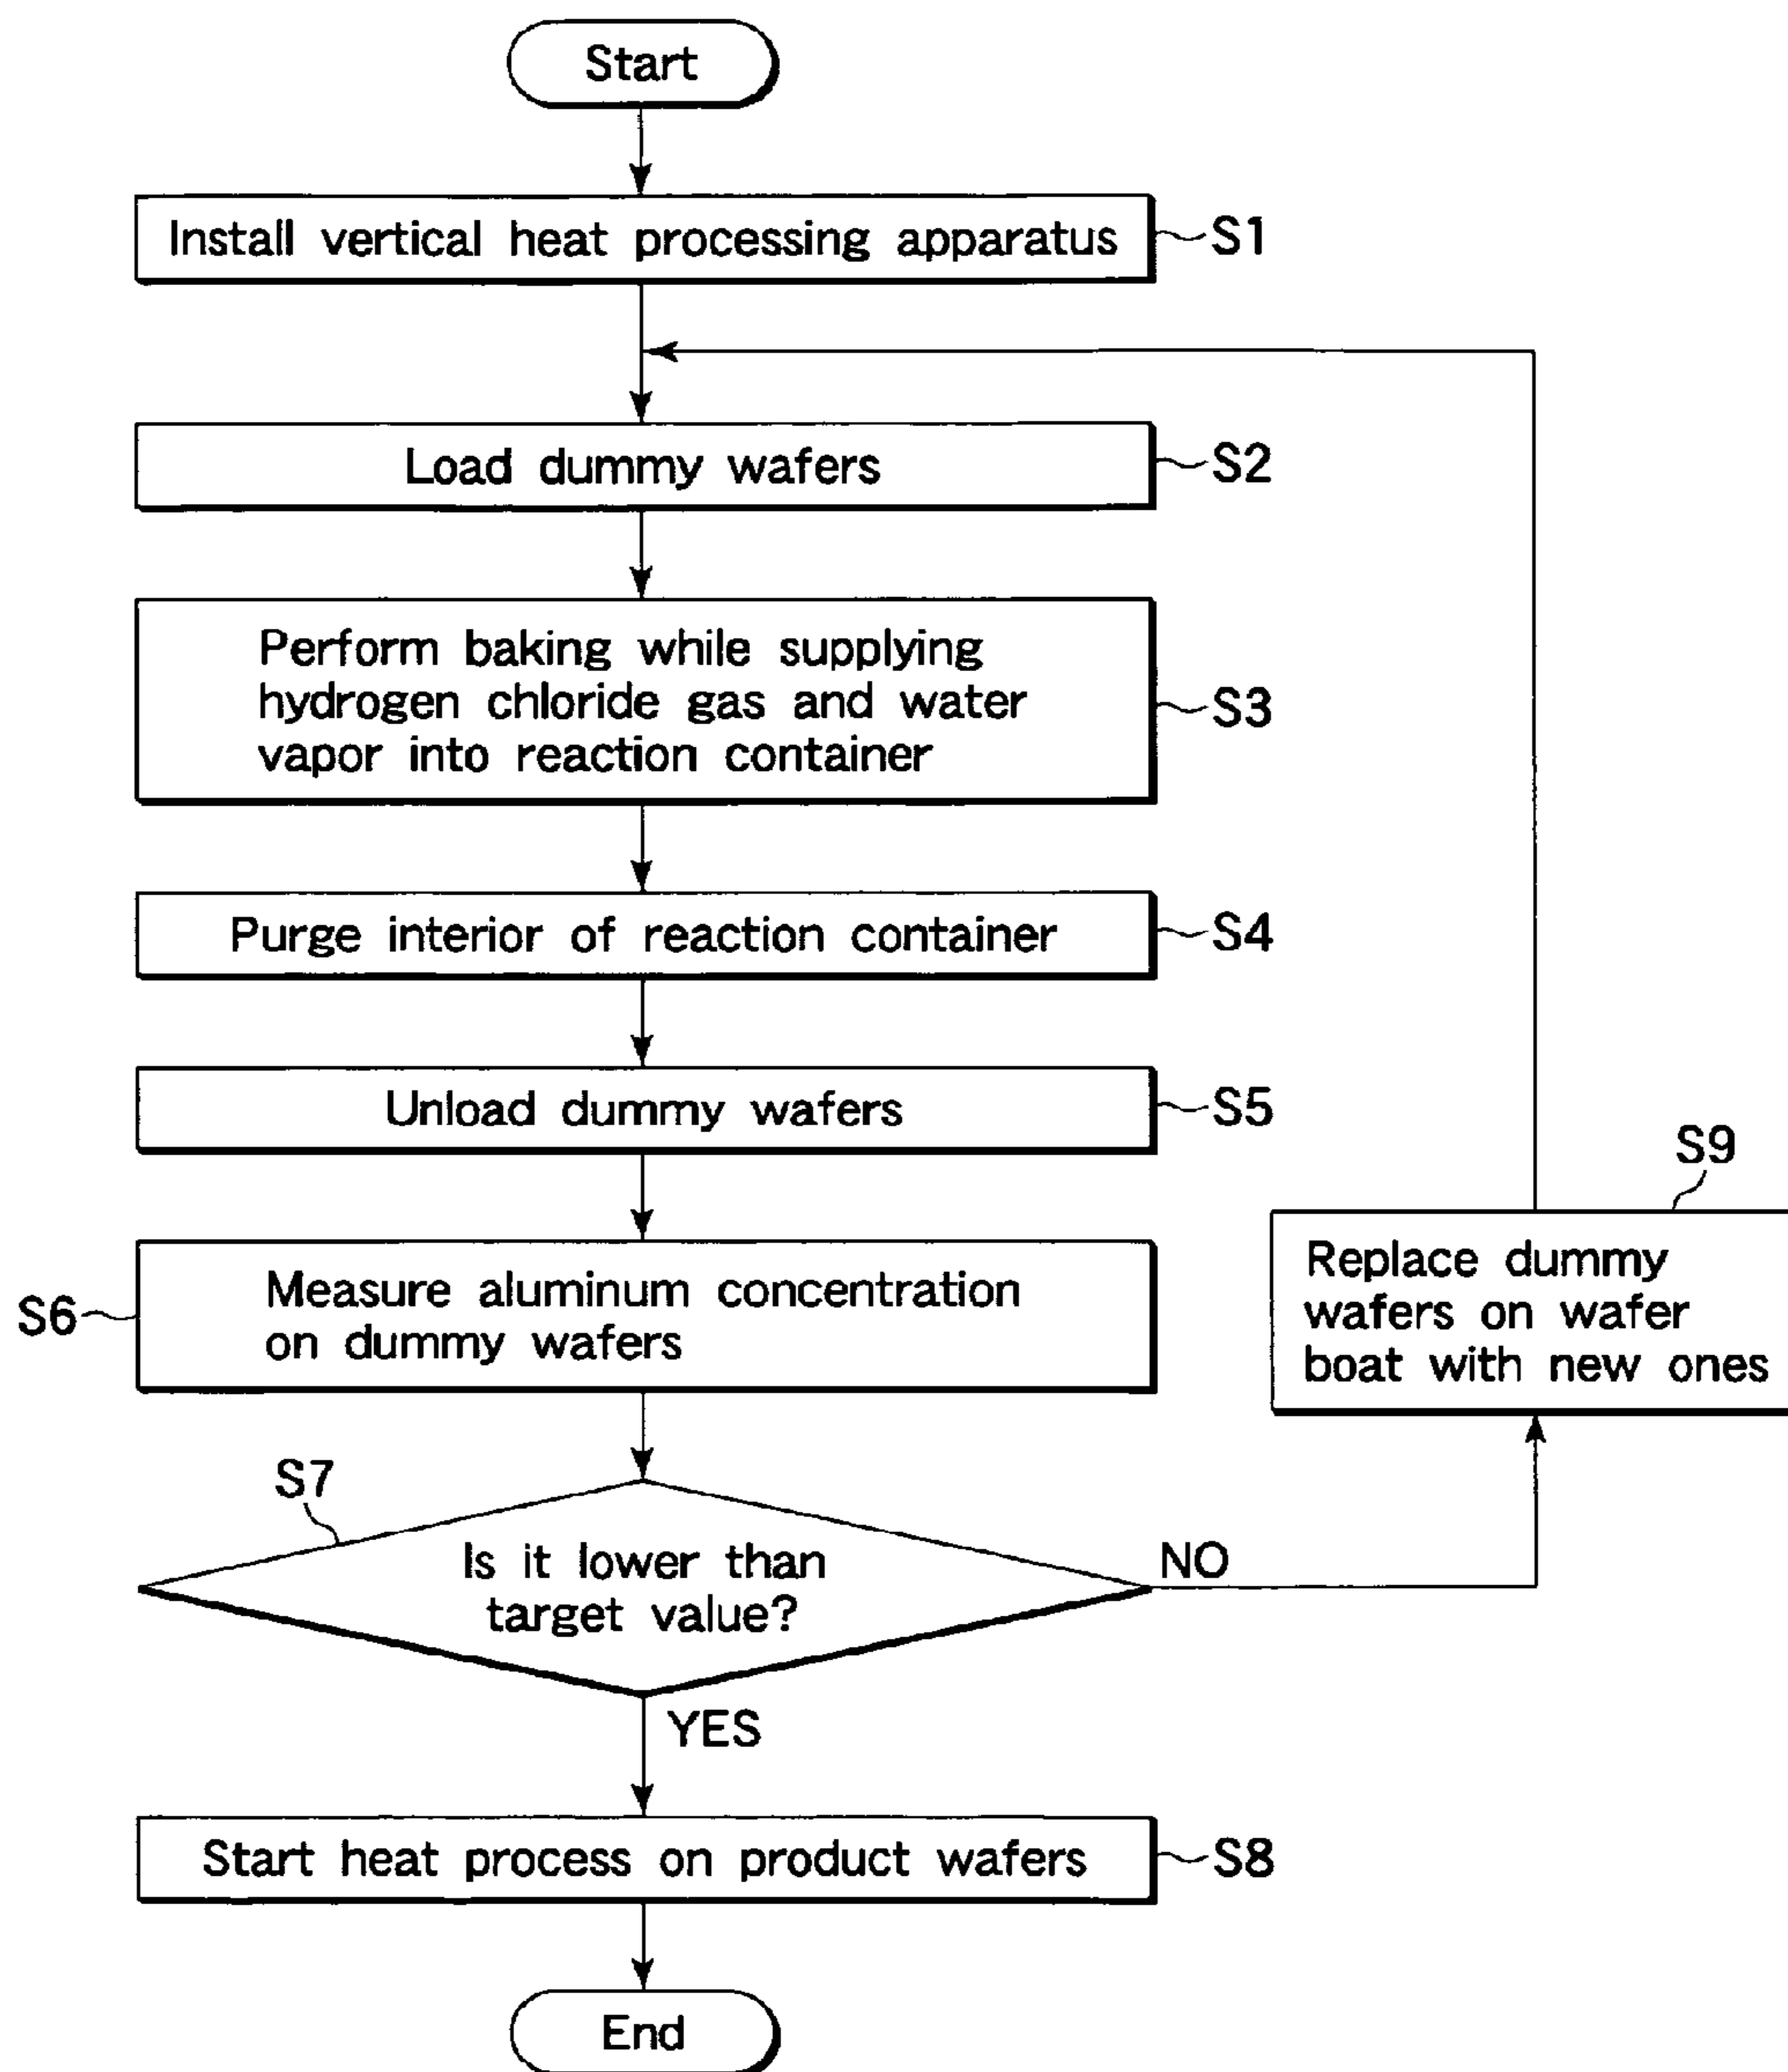 Start
Install vertical heat processing apparatus
S1
Load dummy wafers
S2
Perform baking while supplying
hydrogen chloride gas and water
vapor into reaction container
S3
Purge interior of reaction container
S4
Unload dummy wafers
S5
Measure aluminum concentration
on dummy wafers
S6
S7
Is it lower than
target value?
NO
S9
Replace dummy
wafers on wafer
boat with new ones
YES
Start heat process on product wafers
S8
End